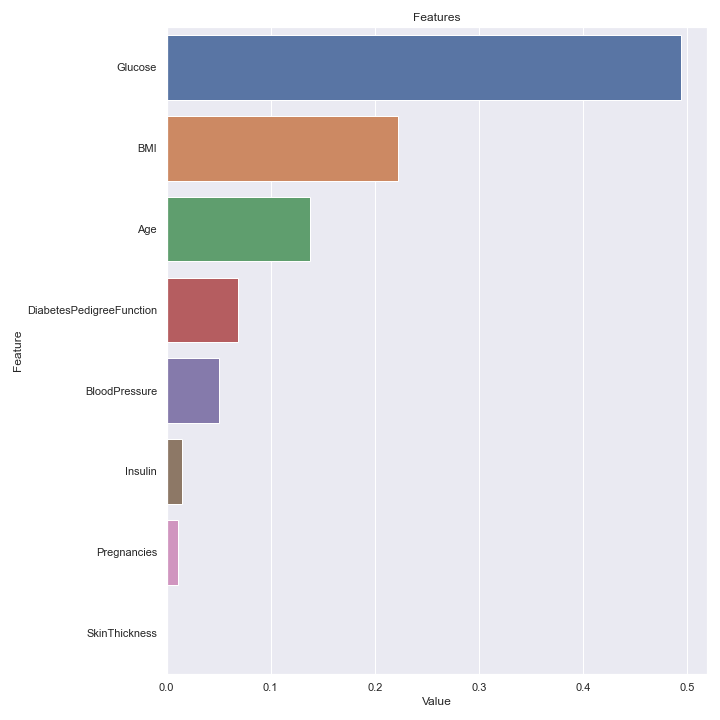 Features
Glucose
BMI
Age
DiabetesPedigreeFunction
BloodPressure
Insulin
Pregnancies
SkinThickness
Feature
0.0 0.1 0.2 0.3 0.4 0.5
Value